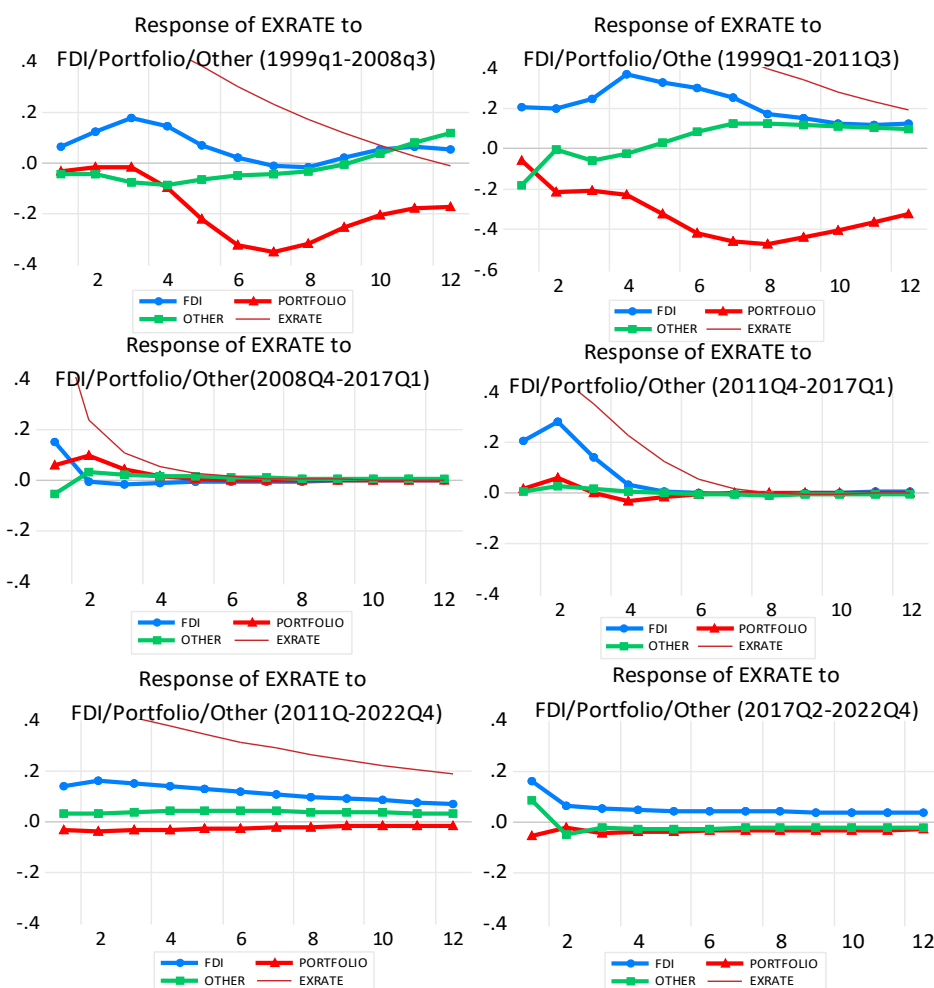 Response of EXRATE to
FDI/Portfolio/Other (1999q1-2008q3)
.4
.2
.0
-.2
-.4
2 4 6 8 10 12
FDI PORTFOLIO
OTHER EXRATE
Response of EXRATE to
FDI/Portfolio/Othe (1999Q1-2011Q3)
.4
.2
.0
-.2
-.4
-.6
2 4 6 8 10 12
FDI PORTFOLIO
OTHER EXRATE
Response of EXRATE to
FDI/Portfolio/Other(2008Q4-2017Q1)
.4
.2
.0
-.2
-.4
2 4 6 8 10 12
FDI PORTFOLIO
OTHER EXRATE
Response of EXRATE to
FDI/Portfolio/Other (2011Q4-2017Q1)
.4
.2
.0
-.2
-.4
2 4 6 8 10 12
FDI PORTFOLIO
OTHER EXRATE
Response of EXRATE to
FDI/Portfolio/Other (2011Q-2022Q4)
.4
.2
.0
-.2
-.4
2 4 6 8 10 12
FDI PORTFOLIO
OTHER EXRATE
Response of EXRATE to
FDI/Portfolio/Other (2017Q2-2022Q4)
.4
.2
.0
-.2
-.4
2 4 6 8 10 12
FDI PORTFOLIO
OTHER EXRATE